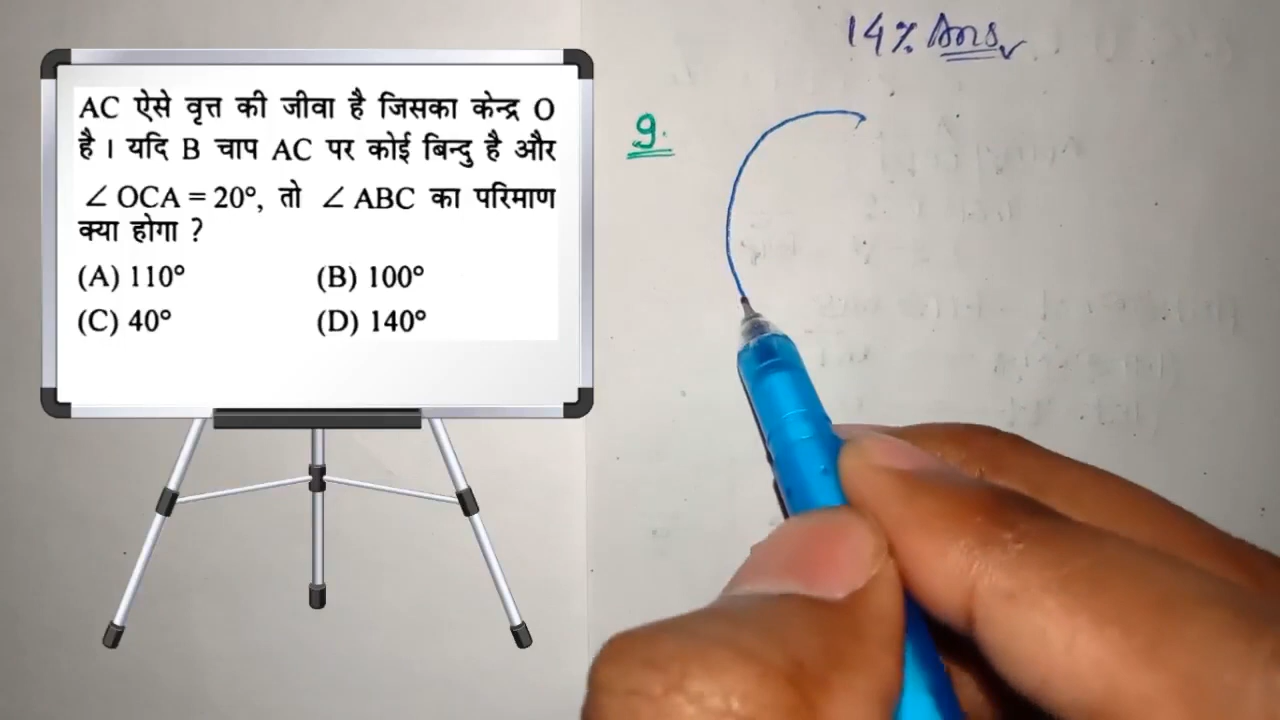 AC ऐसे वृत्त की जीवा है जिसका केन्द्र O
है । यदि B चाप AC पर कोई बिन्दु है और
∠ OCA = 20°, तो ∠ ABC का परिमाण
क्या होगा ?
(A) 110° (B) 100°
(C) 40° (D) 140°
14% Ans
9.